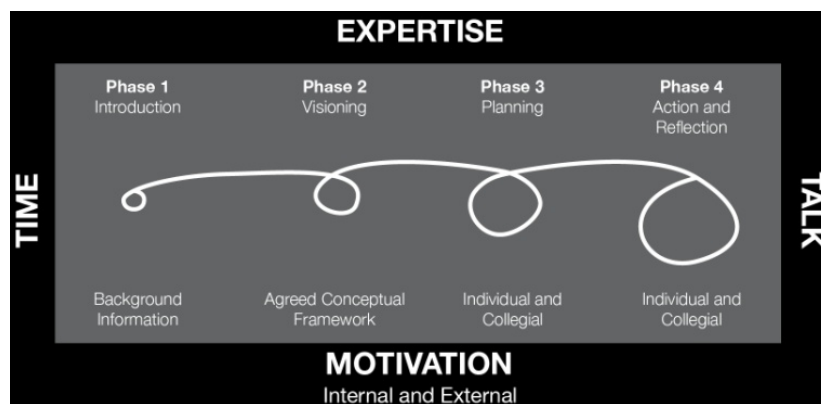 EXPERTISE
Phase 1
Introduction
Phase 2
Visioning
Phase 3
Planning
Phase 4
Action and
Reflection
TIME
TALK
Background
Information
Agreed Conceptual
Framework
Individual and
Collegial
Individual and
Collegial
MOTIVATION
Internal and External